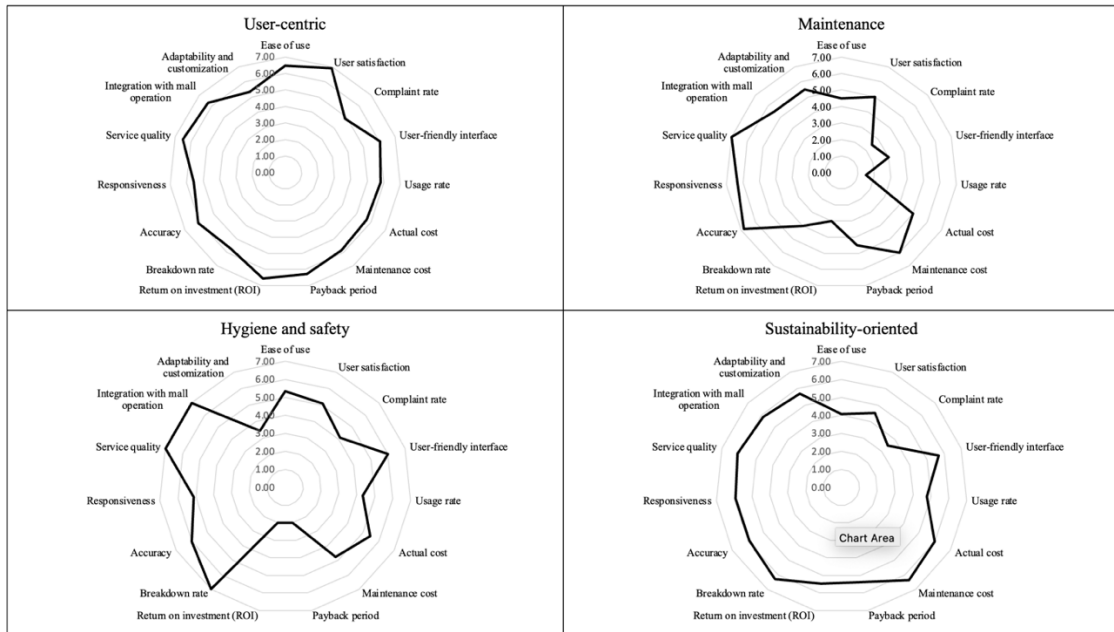 User-centric
Ease of use
User satisfaction
Complaint rate
User-friendly interface
Usage rate
Actual cost
Maintenance cost
Payback period
Return on investment (ROI)
Breakdown rate
Accuracy
Responsiveness
Service quality
Integration with mall
operation
Adaptability and
customization
7.00
6.00
5.00
4.00
3.00
2.00
1.00
0.00
Maintenance
Ease of use
User satisfaction
Complaint rate
User-friendly interface
Usage rate
Actual cost
Maintenance cost
Payback period
Return on investment (ROI)
Breakdown rate
Accuracy
Responsiveness
Service quality
Integration with mall
operation
Adaptability and
customization
7.00
6.00
5.00
4.00
3.00
2.00
1.00
0.00
Hygiene and safety
Ease of use
User satisfaction
Complaint rate
User-friendly interface
Usage rate
Actual cost
Maintenance cost
Payback period
Return on investment (ROI)
Breakdown rate
Accuracy
Responsiveness
Service quality
Integration with mall
operation
Adaptability and
customization
7.00
6.00
5.00
4.00
3.00
2.00
1.00
0.00
Sustainability-oriented
Ease of use
User satisfaction
Complaint rate
User-friendly interface
Usage rate
Actual cost
Maintenance cost
Payback period
Return on investment (ROI)
Breakdown rate
Accuracy
Responsiveness
Service quality
Integration with mall
operation
Adaptability and
customization
7.00
6.00
5.00
4.00
3.00
2.00
1.00
0.00
Chart Area